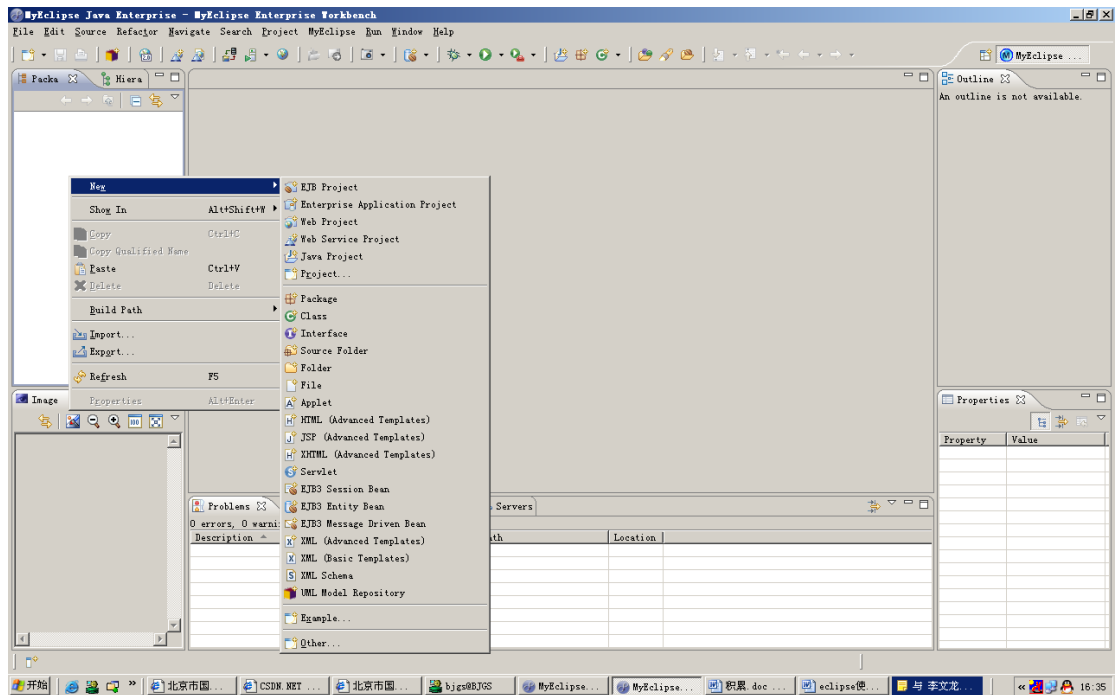 MyEclipse Java Enterprise - MyEclipse Enterprise Workbench
File Edit Source Refactor Navigate Search Project MyEclipse Run Window Help
MyEclipse ...
Packa Hiera
Outline
An outline is not available.
New
Show In Alt+Shift+W
Copy Ctrl+C
Copy Qualified Name
Paste Ctrl+V
Delete Delete
Build Path
Import...
Export...
Refresh F5
Properties Alt+Enter
EJB Project
Enterprise Application Project
Web Project
Web Service Project
Java Project
Project...
Package
Class
Interface
Source Folder
Folder
File
Applet
HTML (Advanced Templates)
JSP (Advanced Templates)
XHTML (Advanced Templates)
Servlet
EJB3 Session Bean
EJB3 Entity Bean
EJB3 Message Driven Bean
XML (Advanced Templates)
XML (Basic Templates)
XML Schema
UML Model Repository
Example...
Other...
Image
Properties
Property Value
Problems Servers
0 errors, 0 warni
Description th Location
开始 北京市国... CSDN.NET ... 北京市国... bjgs@BJGS MyEclipse... MyEclipse... 积累.doc ... eclipse使... 与 李文龙... 16:35